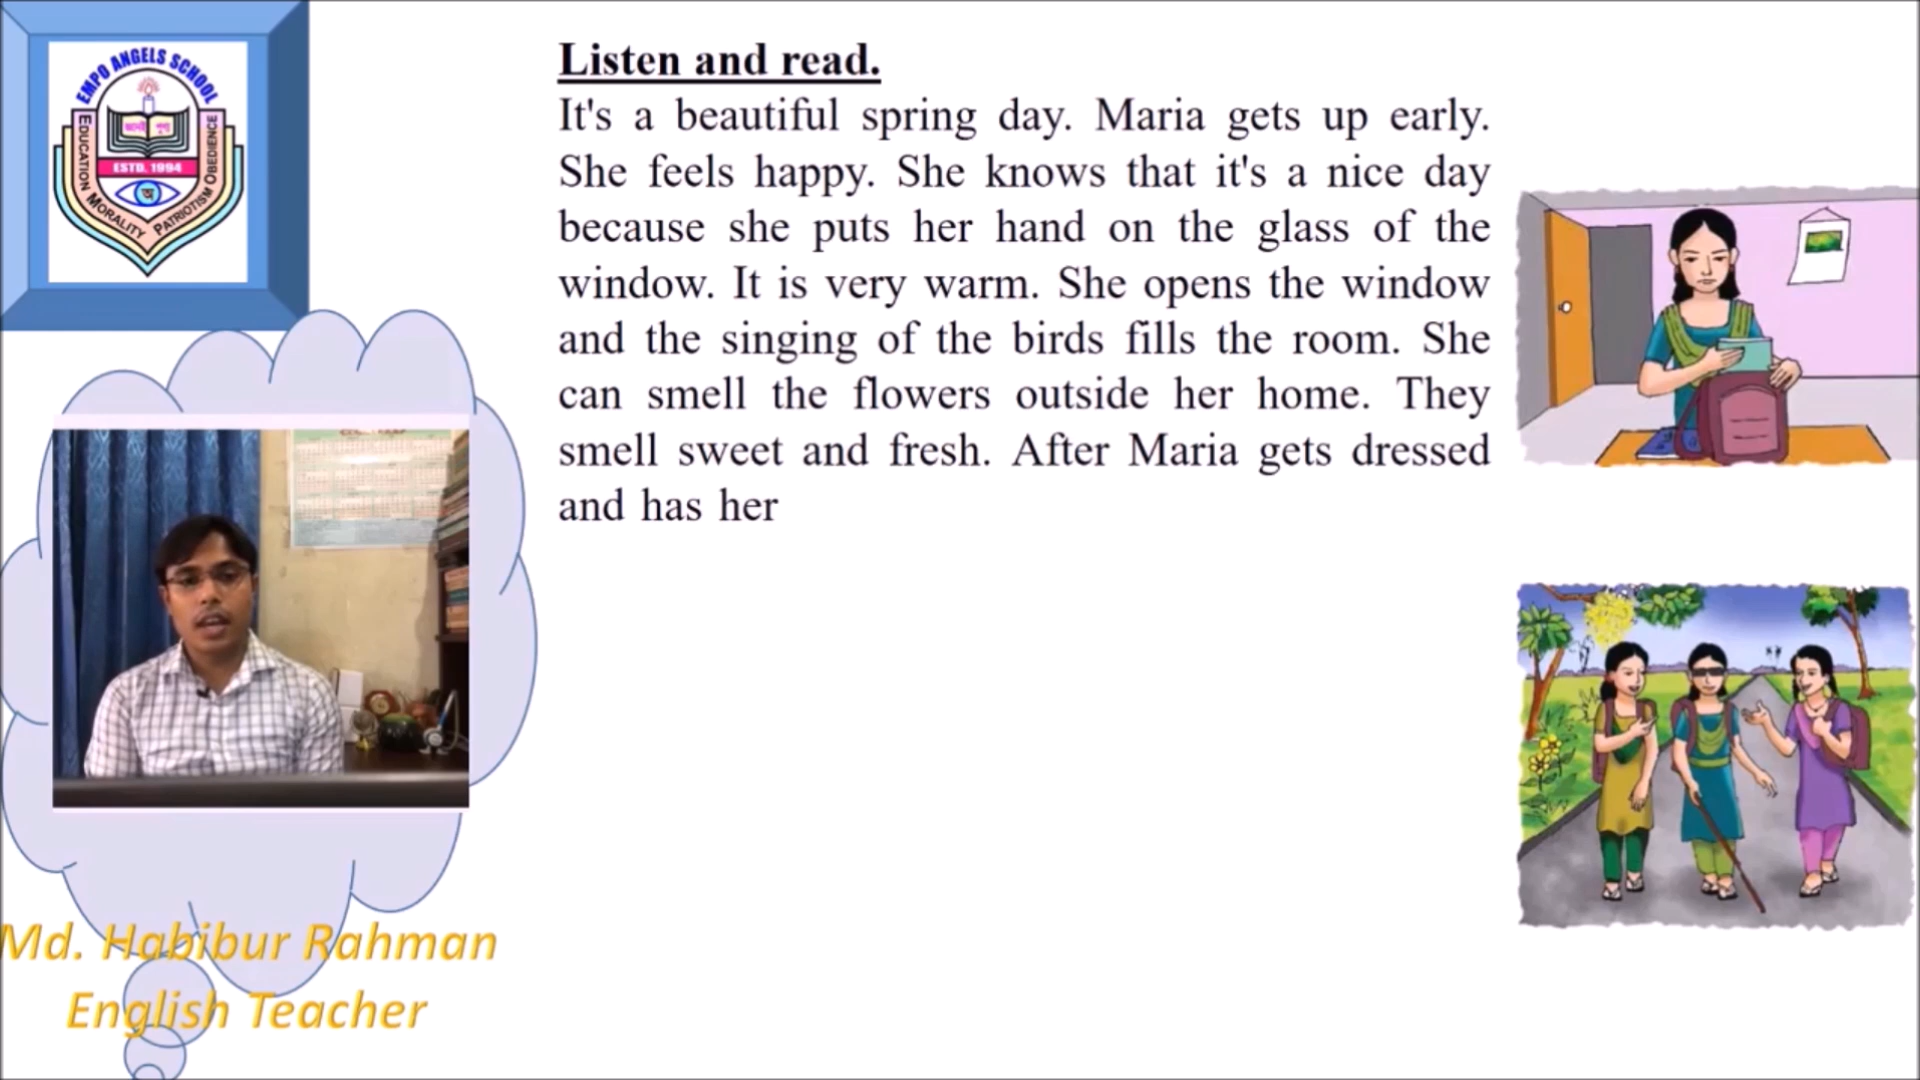 EMPO ANGELS SCHOOL
ESTD. 1994
EDUCATION MORALITY PATRIOTISM OBEDIENCE
অ
Listen and read.
It's a beautiful spring day. Maria gets up early.
She feels happy. She knows that it's a nice day
because she puts her hand on the glass of the
window. It is very warm. She opens the window
and the singing of the birds fills the room. She
can smell the flowers outside her home. They
smell sweet and fresh. After Maria gets dressed
and has her
Md. Habibur Rahman
English Teacher